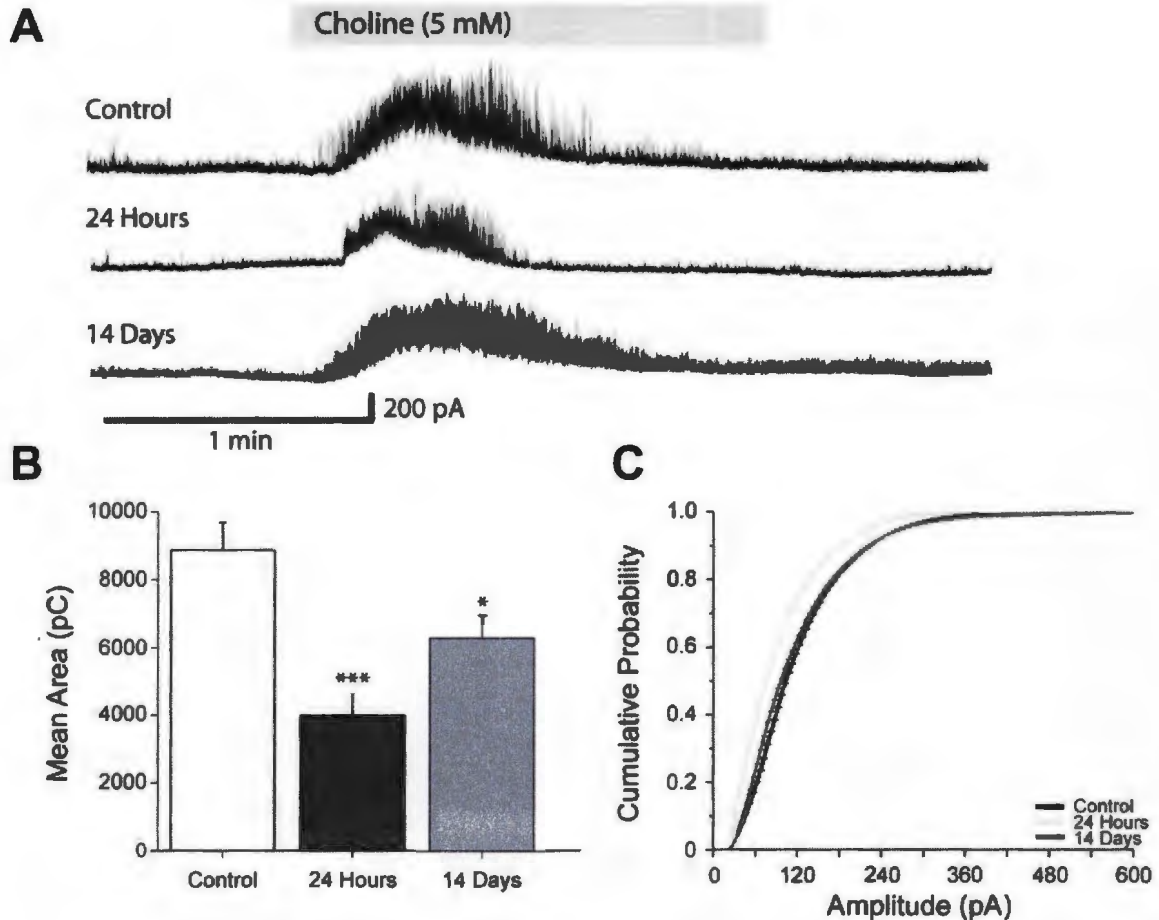 A
Choline (5 mM)
Control
24 Hours
14 Days
200 pA
1 min
B
Mean Area (pC)
10000
8000
6000
4000
2000
0
***
*
Control
24 Hours
14 Days
C
Cumulative Probability
1.0
0.8
0.6
0.4
0.2
0
0
120
240
360
480
600
Amplitude (pA)
Control
24 Hours
14 Days